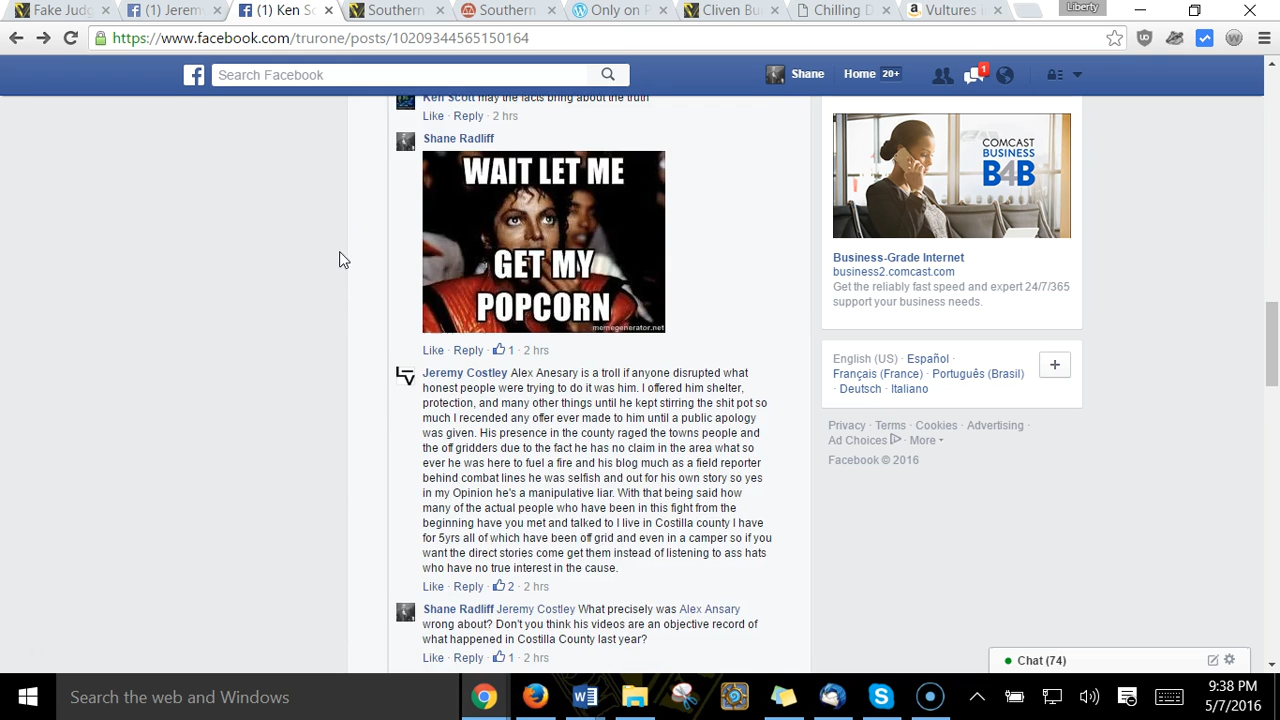 Fake Judg
(1) Jerem
(1) Ken Sc
Southern
Southern
Only on P
Cliven Bu
Chilling D
Vultures i
Liberty
https://www.facebook.com/trurone/posts/10209344565150164
Search Facebook
Shane
Home 20+
1
Ken Scott may the facts bring about the truth
Like · Reply · 2 hrs
Shane Radliff
WAIT LET ME
GET MY
POPCORN
memegenerator.net
Like · Reply · 1 · 2 hrs
Jeremy Costley Alex Anesary is a troll if anyone disrupted what
honest people were trying to do it was him. I offered him shelter,
protection, and many other things until he kept stirring the shit pot so
much I recended any offer ever made to him until a public apology
was given. His presence in the county raged the towns people and
the off gridders due to the fact he has no claim in the area what so
ever he was here to fuel a fire and his blog much as a field reporter
behind combat lines he was selfish and out for his own story so yes
in my Opinion he's a manipulative liar. With that being said how
many of the actual people who have been in this fight from the
beginning have you met and talked to I live in Costilla county I have
for 5yrs all of which have been off grid and even in a camper so if you
want the direct stories come get them instead of listening to ass hats
who have no true interest in the cause.
Like · Reply · 2 · 2 hrs
Shane Radliff Jeremy Costley What precisely was Alex Ansary
wrong about? Don't you think his videos are an objective record of
what happened in Costilla County last year?
Like · Reply · 1 · 2 hrs
COMCAST
BUSINESS
B4B
Business-Grade Internet
business2.comcast.com
Get the reliably fast speed and expert 24/7/365
support your business needs.
English (US) · Español ·
Français (France) · Português (Brasil)
· Deutsch · Italiano
Privacy · Terms · Cookies · Advertising ·
Ad Choices · More
Facebook © 2016
Chat (74)
Search the web and Windows
9:38 PM
5/7/2016